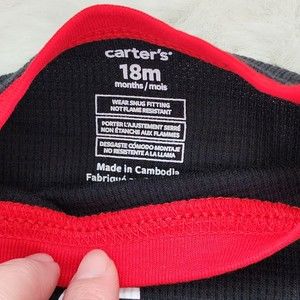 carter's
18m
months / mois
WEAR SNUG FITTING
NOT FLAME RESISTANT
PORTER L'AJUSTEMENT SERRÉ
NON ÉTANCHE AUX FLAMMES
DESGASTE CÓMODO MONTAJE
NO RESISTENTE A LA LLAMA
Made in Cambodia
Fabriqué